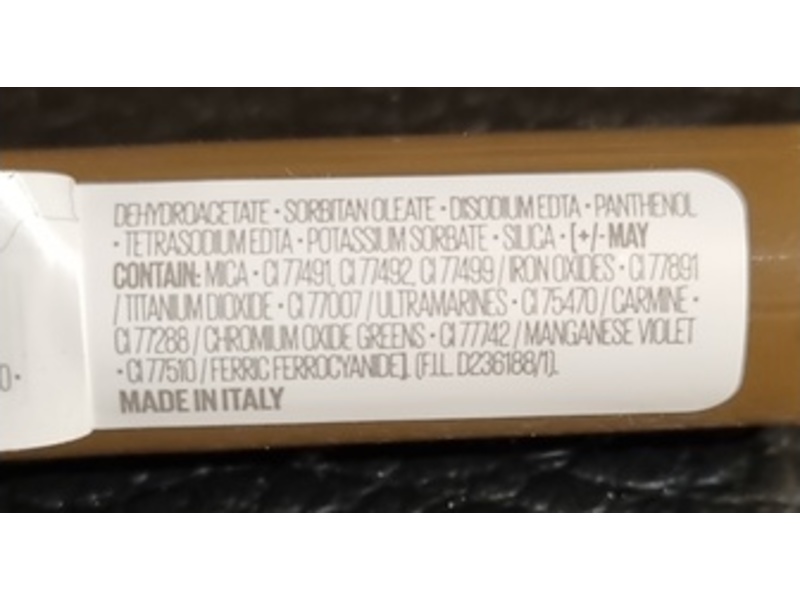 DEHYDROACETATE · SORBITAN OLEATE · DISODIUM EDTA · PANTHENOL
· TETRASODIUM EDTA · POTASSIUM SORBATE · SILICA · [+/- MAY
CONTAIN: MICA · CI 77491, CI 77492, CI 77499 / IRON OXIDES · CI 77891
/ TITANIUM DIOXIDE · CI 77007 / ULTRAMARINES · CI 75470 / CARMINE ·
CI 77288 / CHROMIUM OXIDE GREENS · CI 77742 / MANGANESE VIOLET
· CI 77510 / FERRIC FERROCYANIDE]. (F.I.L. D236188/1).
MADE IN ITALY